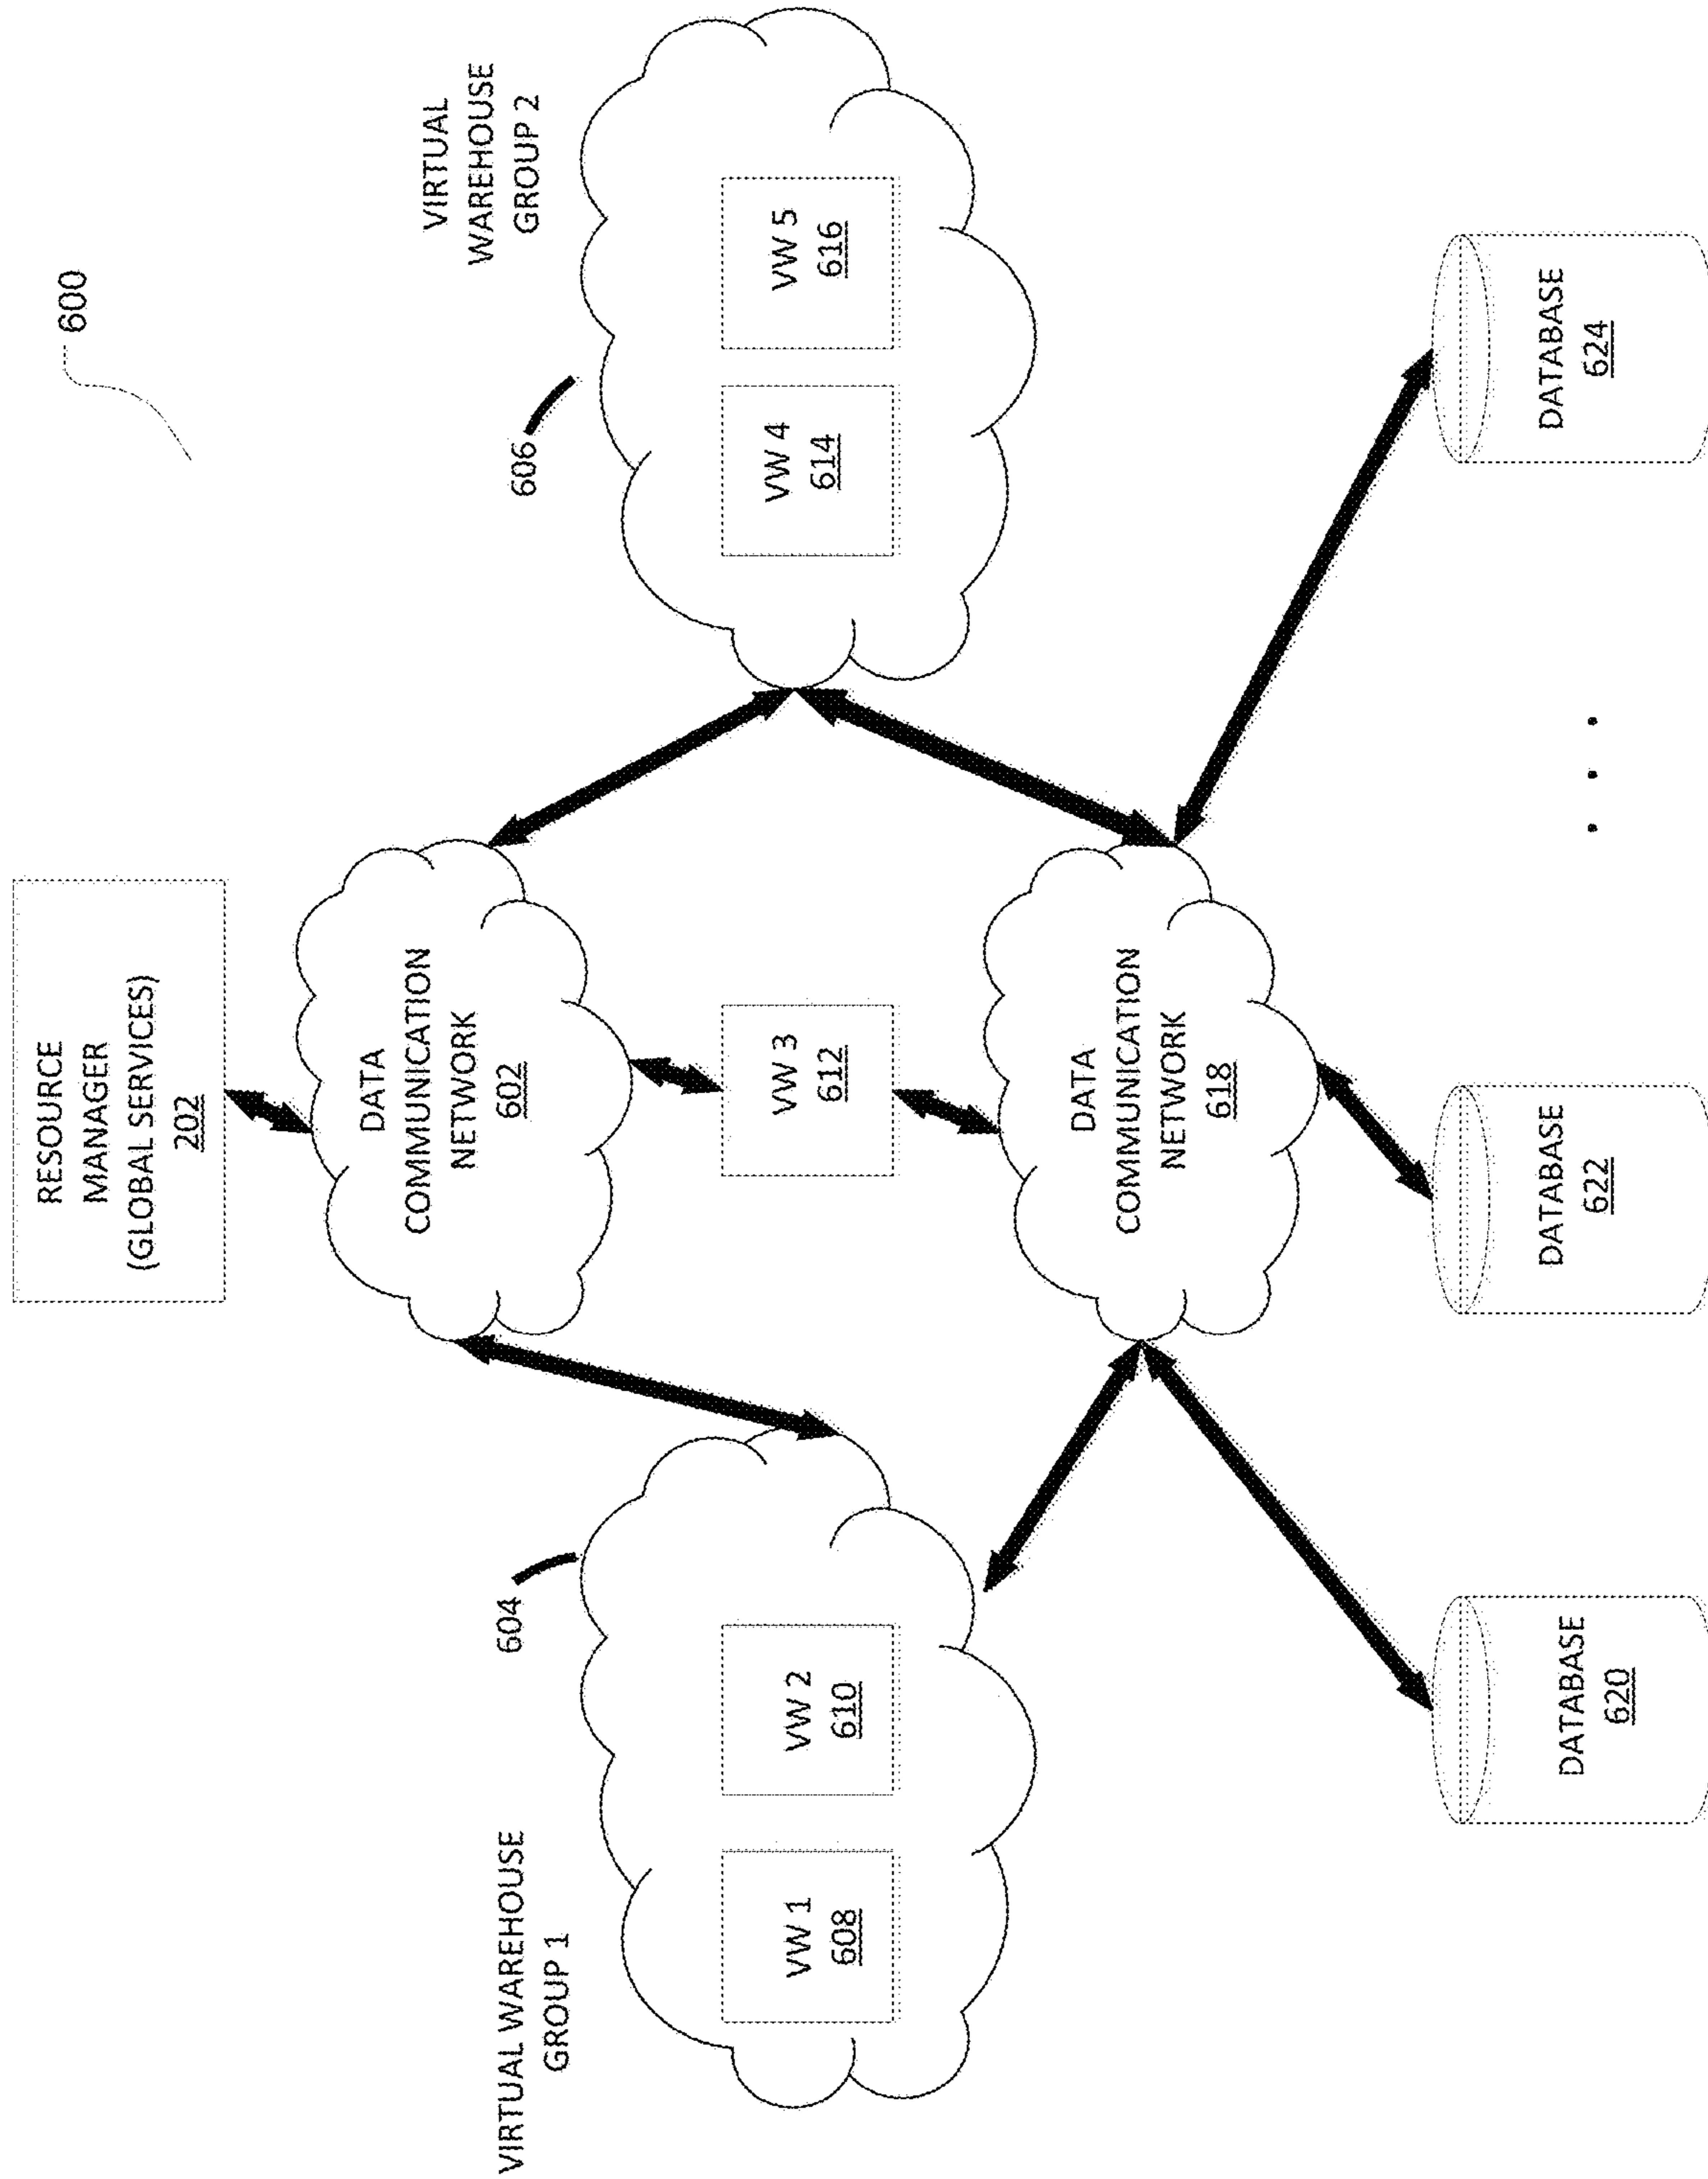 600
RESOURCE
MANAGER
(GLOBAL SERVICES)
202
DATA
COMMUNICATION
NETWORK
602
VIRTUAL WAREHOUSE
GROUP 1
604
VW 1
608
VW 2
610
VW 3
612
VIRTUAL
WAREHOUSE
GROUP 2
606
VW 4
614
VW 5
616
DATA
COMMUNICATION
NETWORK
618
DATABASE
620
DATABASE
622
. . .
DATABASE
624